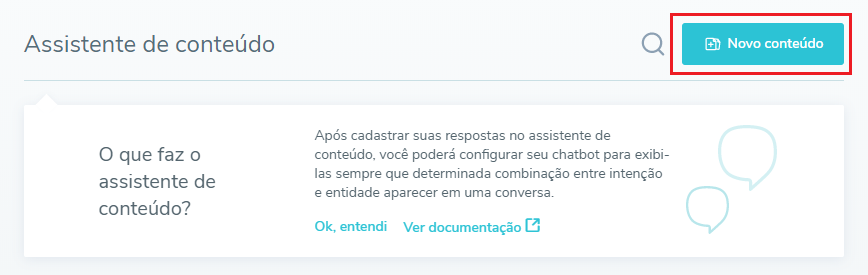 Assistente de conteúdo
Novo conteúdo
O que faz o
assistente de
conteúdo?
Após cadastrar suas respostas no assistente de
conteúdo, você poderá configurar seu chatbot para exibi-
las sempre que determinada combinação entre intenção
e entidade aparecer em uma conversa.
Ok, entendi
Ver documentação